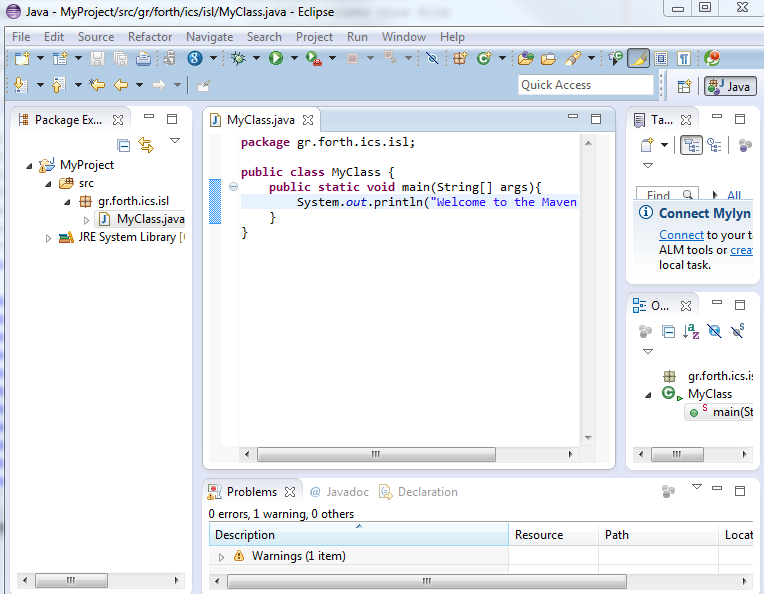 Java - MyProject/src/gr/forth/ics/isl/MyClass.java - Eclipse
File Edit Source Refactor Navigate Search Project Run Window Help
Quick Access
Java
Package Ex...
MyProject
src
gr.forth.ics.isl
MyClass.java
JRE System Library [
MyClass.java
package gr.forth.ics.isl;
public class MyClass {
public static void main(String[] args){
System.out.println("Welcome to the Maven
}
}
Ta...
Find
All
Connect Mylyn
Connect to your t
ALM tools or crea
local task.
O...
gr.forth.ics.is
MyClass
main(St
Problems @ Javadoc Declaration
0 errors, 1 warning, 0 others
Description Resource Path Locat
Warnings (1 item)